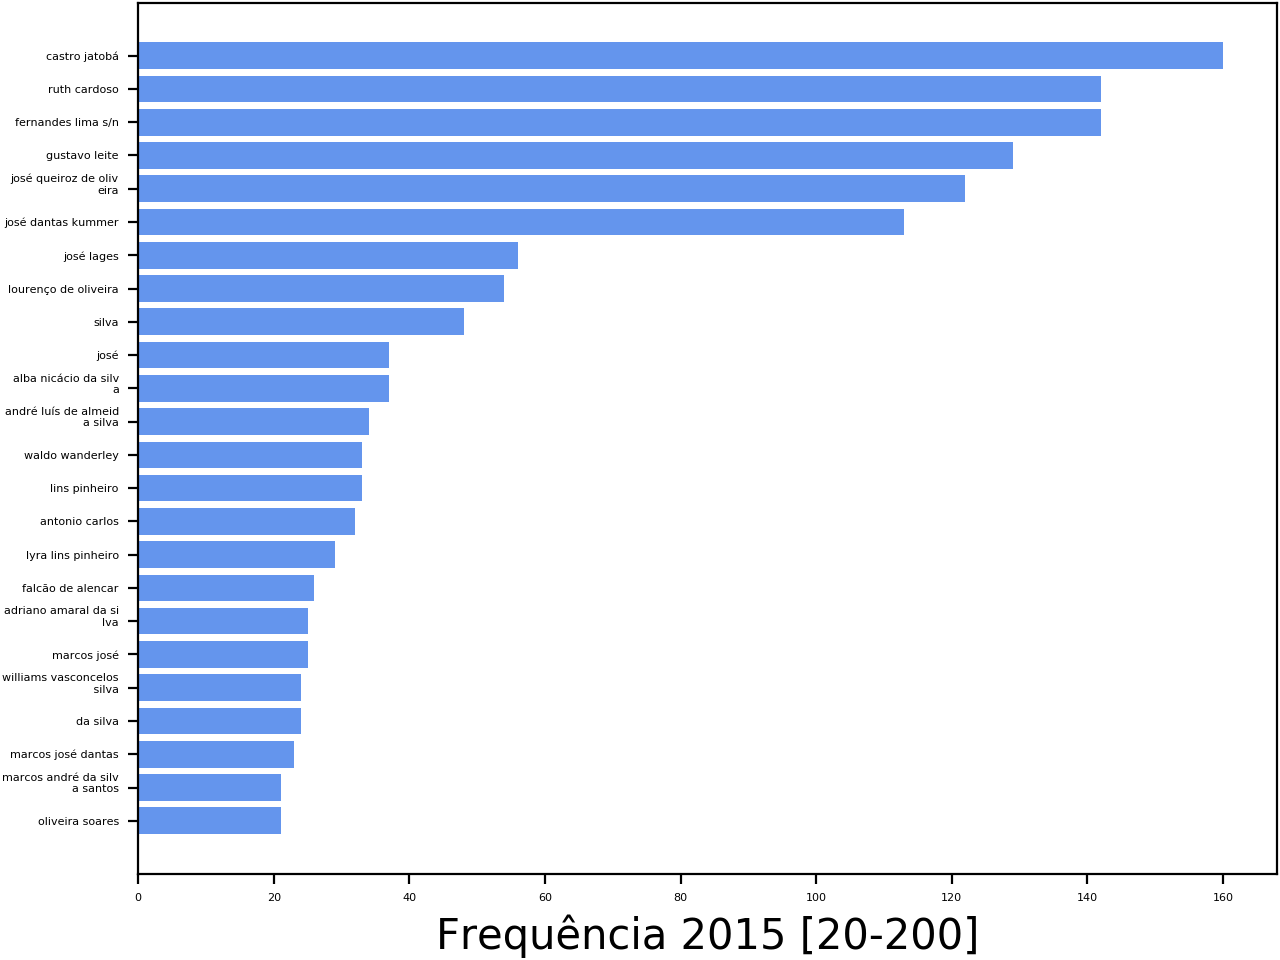 castro jatobá
ruth cardoso
fernandes lima s/n
gustavo leite
josé queiroz de oliv
eira
josé dantas kummer
josé lages
lourenço de oliveira
silva
josé
alba nicácio da silv
a
andré luís de almeid
a silva
waldo wanderley
lins pinheiro
antonio carlos
lyra lins pinheiro
falcão de alencar
adriano amaral da si
lva
marcos josé
williams vasconcelos
silva
da silva
marcos josé dantas
marcos andré da silv
a santos
oliveira soares
0 20 40 60 80 100 120 140 160
Frequência 2015 [20-200]